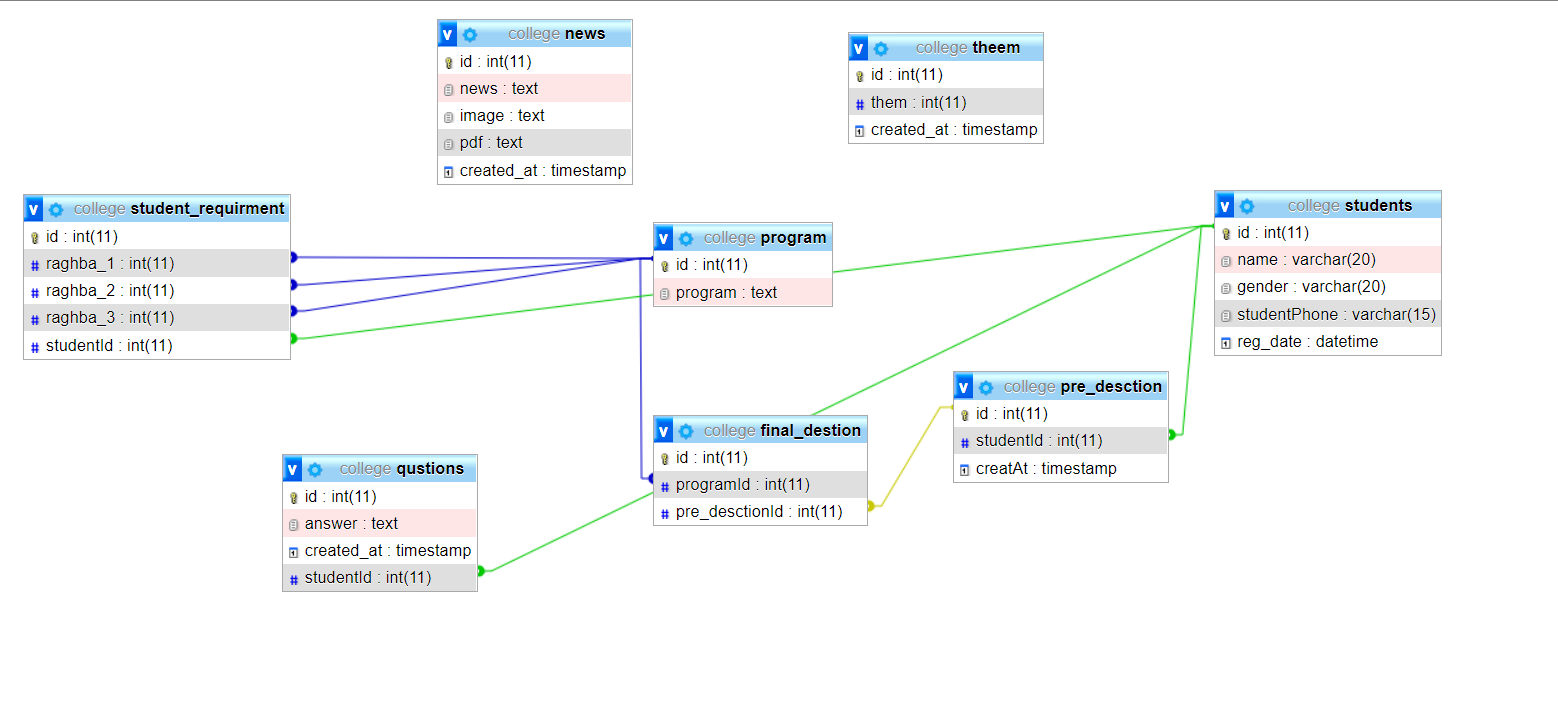 college news
id : int(11)
news : text
image : text
pdf : text
created_at : timestamp
college theem
id : int(11)
them : int(11)
created_at : timestamp
college student_requirment
id : int(11)
raghba_1 : int(11)
raghba_2 : int(11)
raghba_3 : int(11)
studentId : int(11)
college program
id : int(11)
program : text
college students
id : int(11)
name : varchar(20)
gender : varchar(20)
studentPhone : varchar(15)
reg_date : datetime
college pre_desction
id : int(11)
studentId : int(11)
creatAt : timestamp
college final_destion
id : int(11)
programId : int(11)
pre_desctionId : int(11)
college qustions
id : int(11)
answer : text
created_at : timestamp
studentId : int(11)